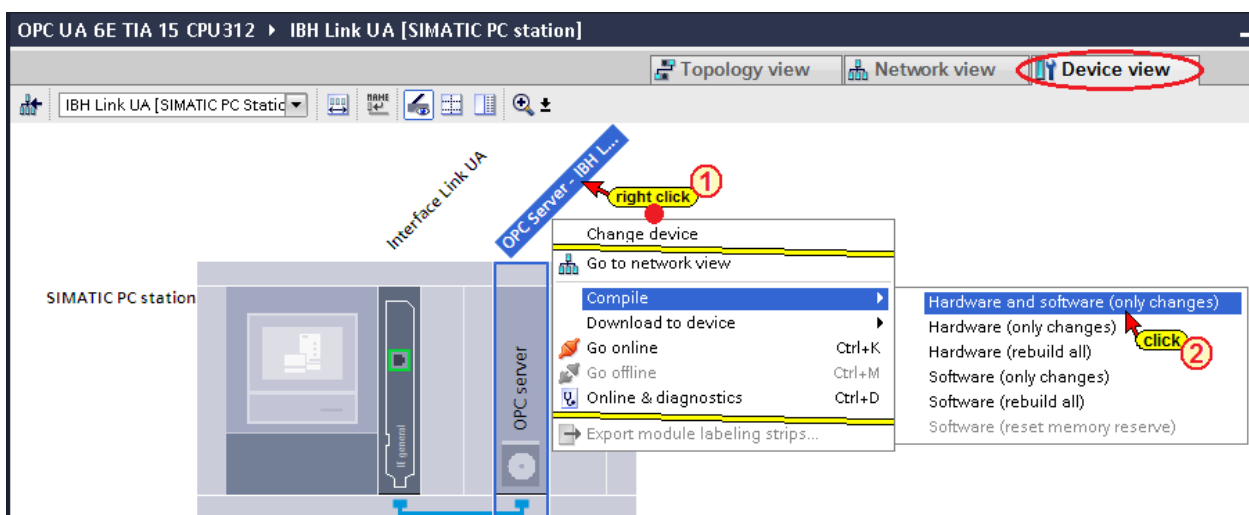 OPC UA 6E TIA 15 CPU312 ▸ IBH Link UA [SIMATIC PC station]
Topology view
Network view
Device view
IBH Link UA [SIMATIC PC Static
NAME
Interface Link UA
OPC Server - IBH L...
right click
1
Change device
Go to network view
SIMATIC PC station
Compile
Hardware and software (only changes)
Download to device
Hardware (only changes)
click
2
Go online Ctrl+K
Hardware (rebuild all)
Go offline Ctrl+M
Software (only changes)
Online & diagnostics Ctrl+D
Software (rebuild all)
Export module labeling strips...
Software (reset memory reserve)
OPC server
IE general